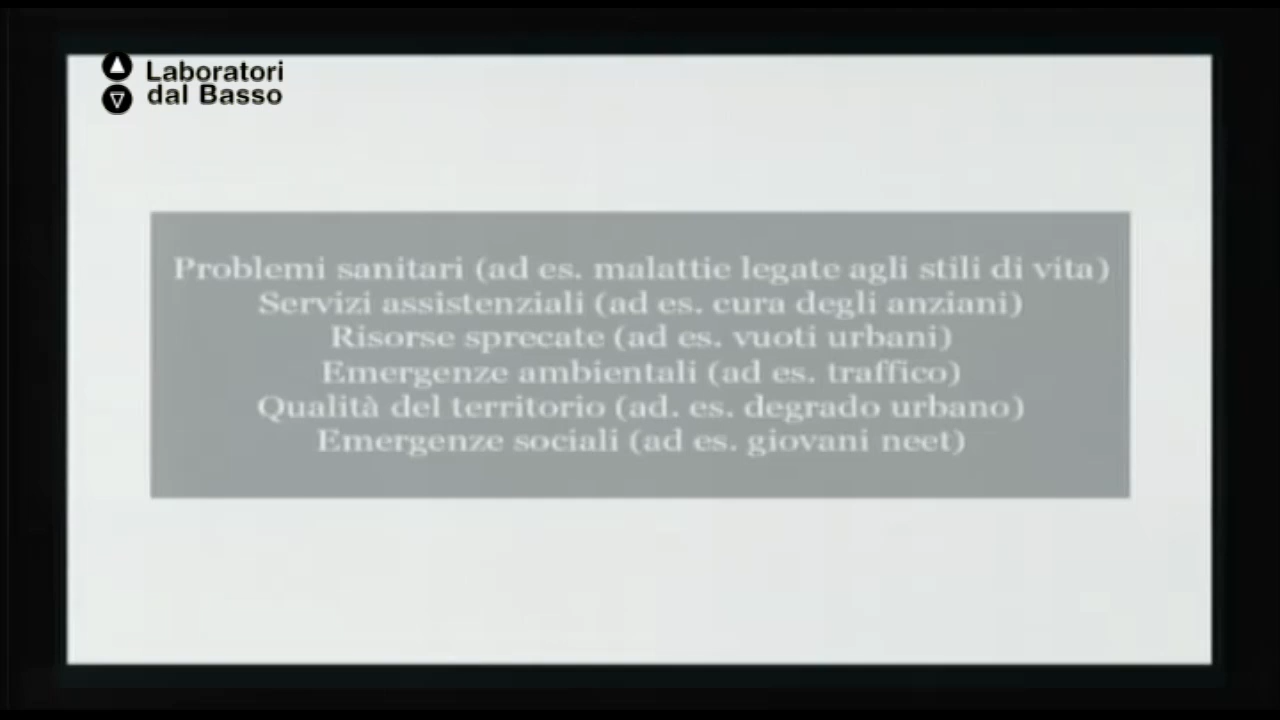 Laboratori
dal Basso
Problemi sanitari (ad es. malattie legate agli stili di vita)
Servizi assistenziali (ad es. cura degli anziani)
Risorse sprecate (ad es. vuoti urbani)
Emergenze ambientali (ad es. traffico)
Qualità del territorio (ad. es. degrado urbano)
Emergenze sociali (ad es. giovani neet)